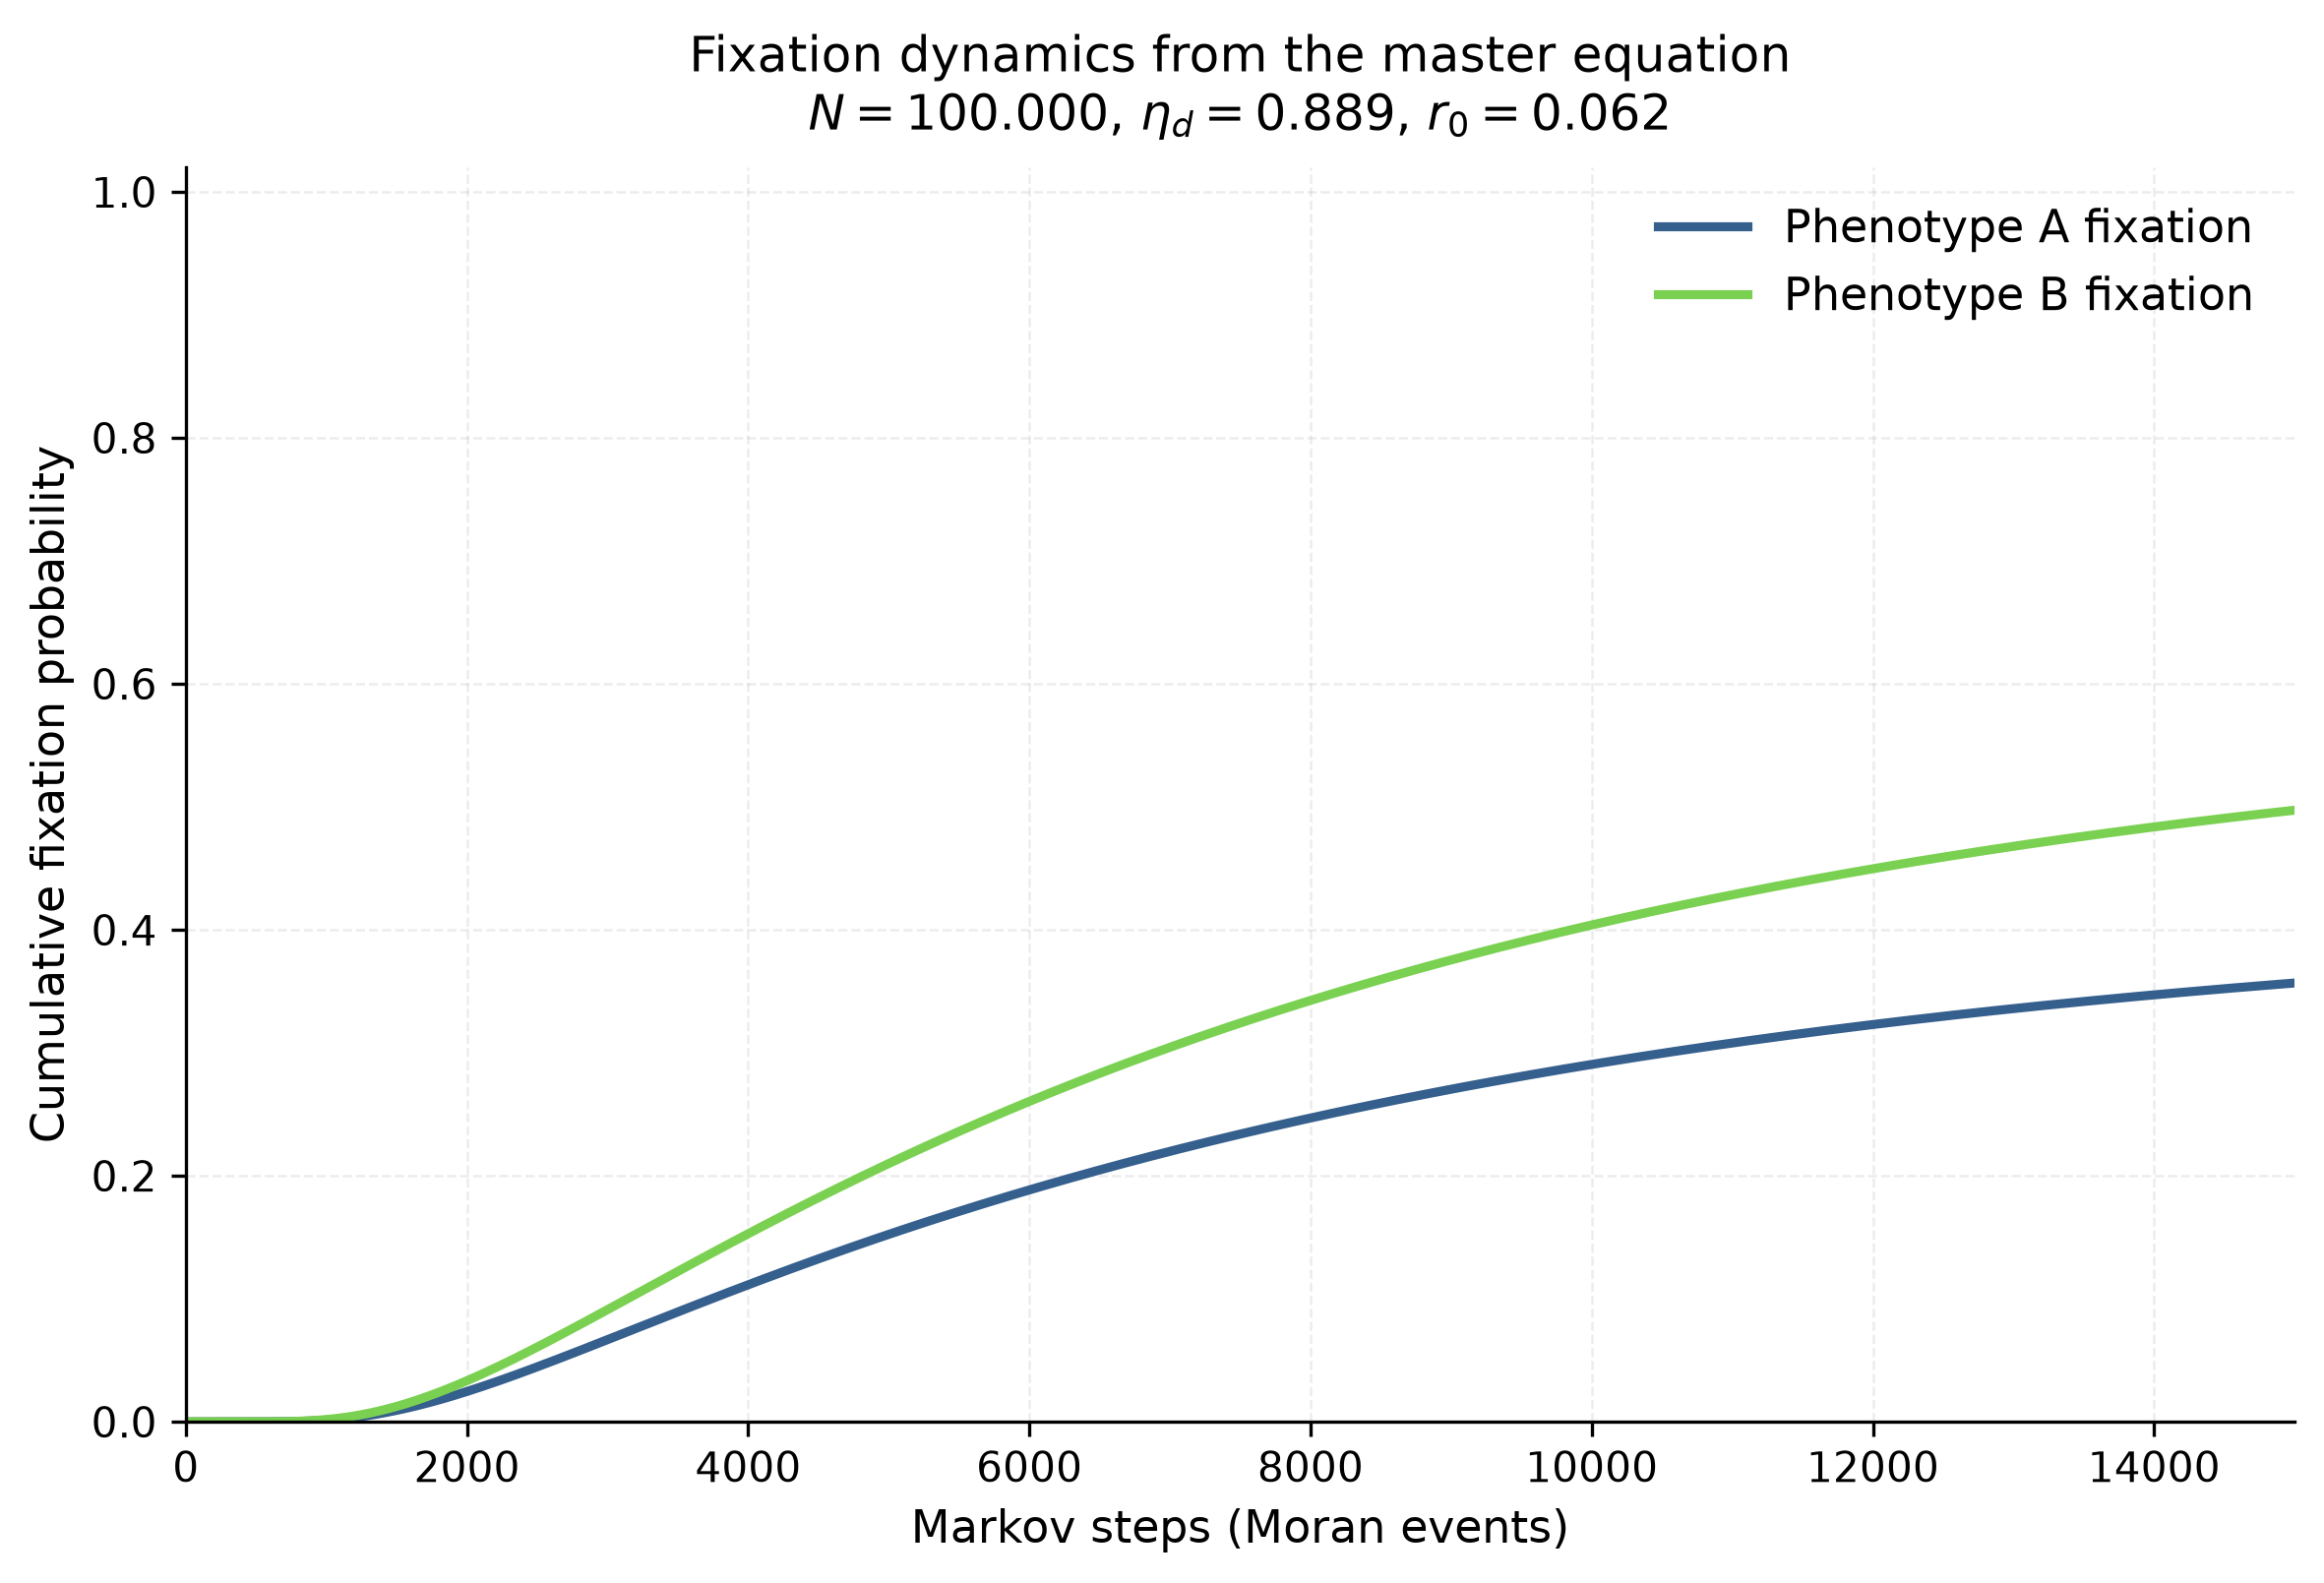 Fixation dynamics from the master equation
N = 100.000, η_d = 0.889, r_0 = 0.062
Phenotype A fixation
Phenotype B fixation
Cumulative fixation probability
1.0
0.8
0.6
0.4
0.2
0.0
0 2000 4000 6000 8000 10000 12000 14000
Markov steps (Moran events)